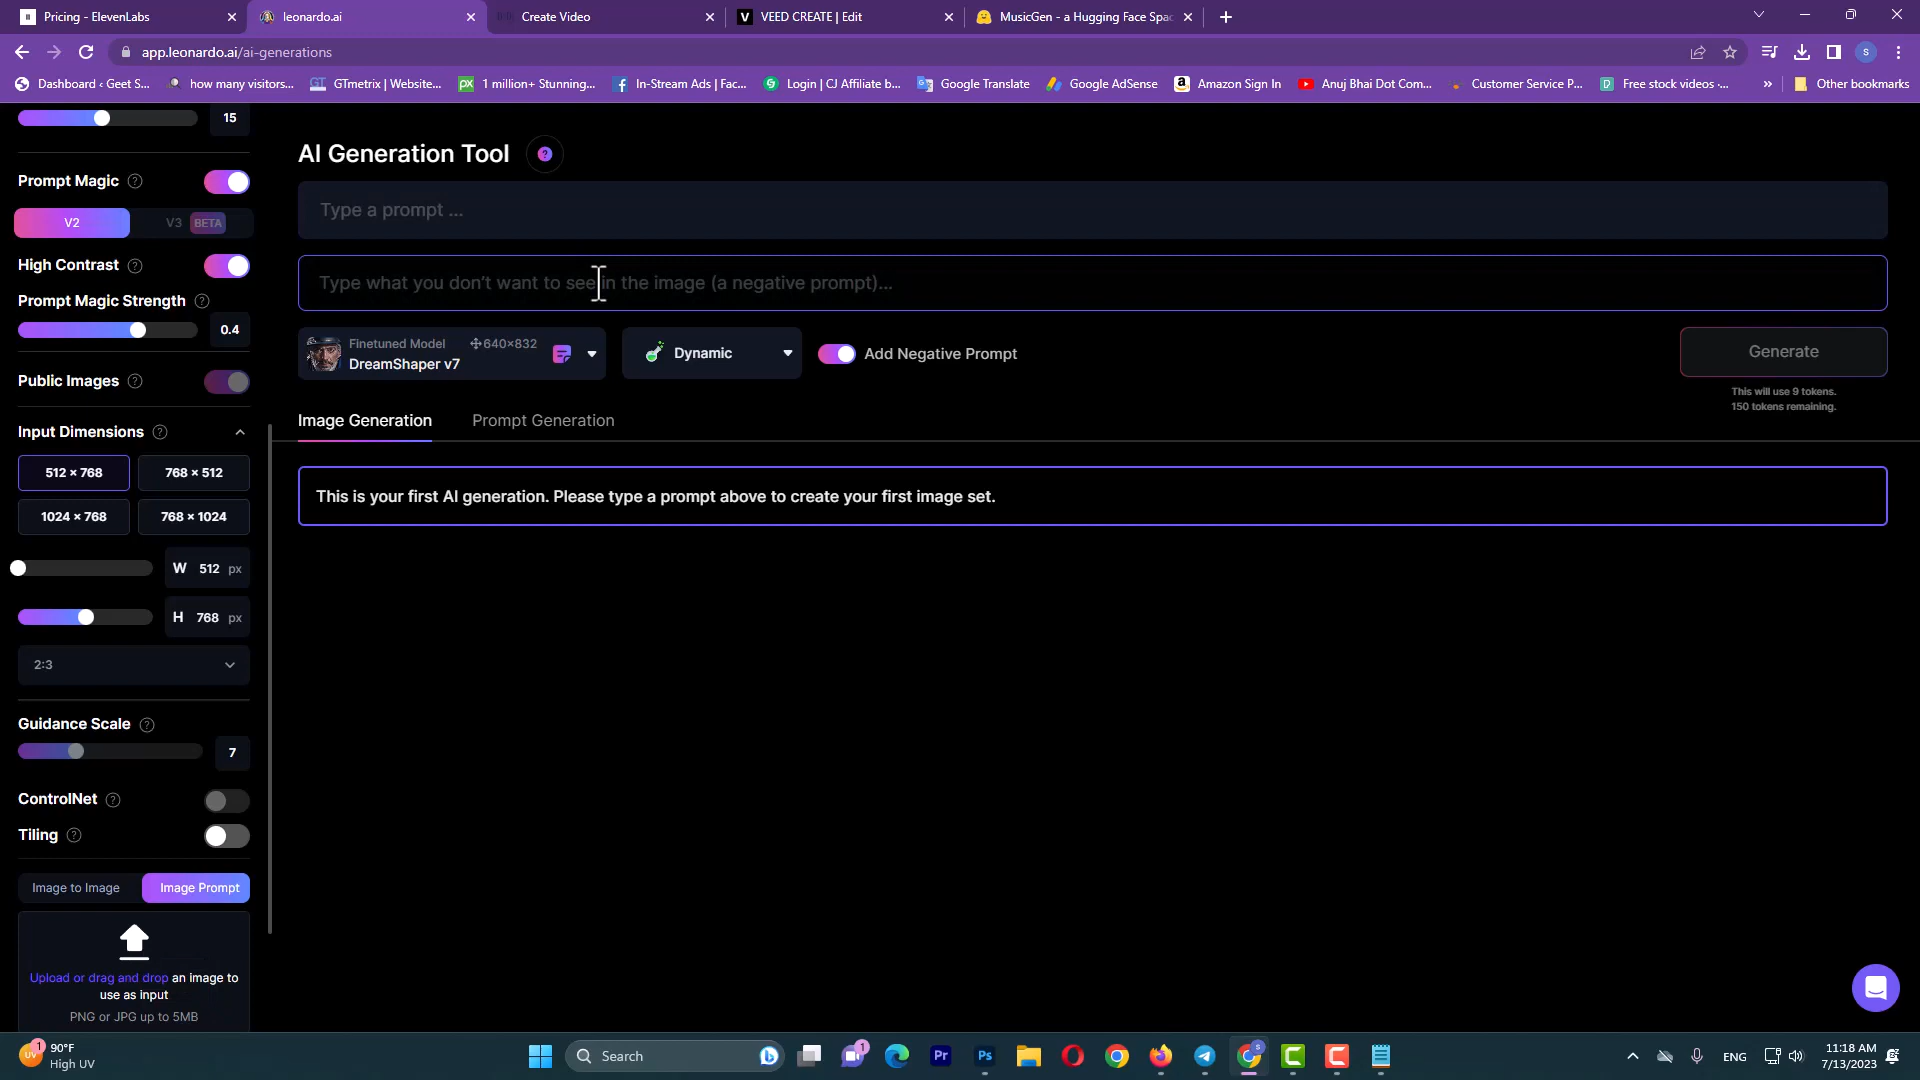 Pricing - ElevenLabs
leonardo.ai
Create Video
VEED CREATE | Edit
MusicGen - a Hugging Face Spac
app.leonardo.ai/ai-generations
S
Dashboard ‹ Geet S...
how many visitors...
GTmetrix | Website...
1 million+ Stunning...
In-Stream Ads | Fac...
Login | CJ Affiliate b...
Google Translate
Google AdSense
Amazon Sign In
Anuj Bhai Dot Com...
Customer Service P...
Free stock videos ·...
»
Other bookmarks
15
Prompt Magic
V2
V3 BETA
High Contrast
Prompt Magic Strength
0.4
Public Images
Input Dimensions
512 × 768
768 × 512
1024 × 768
768 × 1024
W 512 px
H 768 px
2:3
Guidance Scale
7
ControlNet
Tiling
Image to Image
Image Prompt
Upload or drag and drop an image to
use as input
PNG or JPG up to 5MB
AI Generation Tool
Type a prompt ...
Type what you don't want to see in the image (a negative prompt)...
Finetuned Model
640×832
DreamShaper v7
Dynamic
Add Negative Prompt
Generate
This will use 9 tokens.
150 tokens remaining.
Image Generation
Prompt Generation
This is your first AI generation. Please type a prompt above to create your first image set.
90°F
High UV
Search
ENG
11:18 AM
7/13/2023